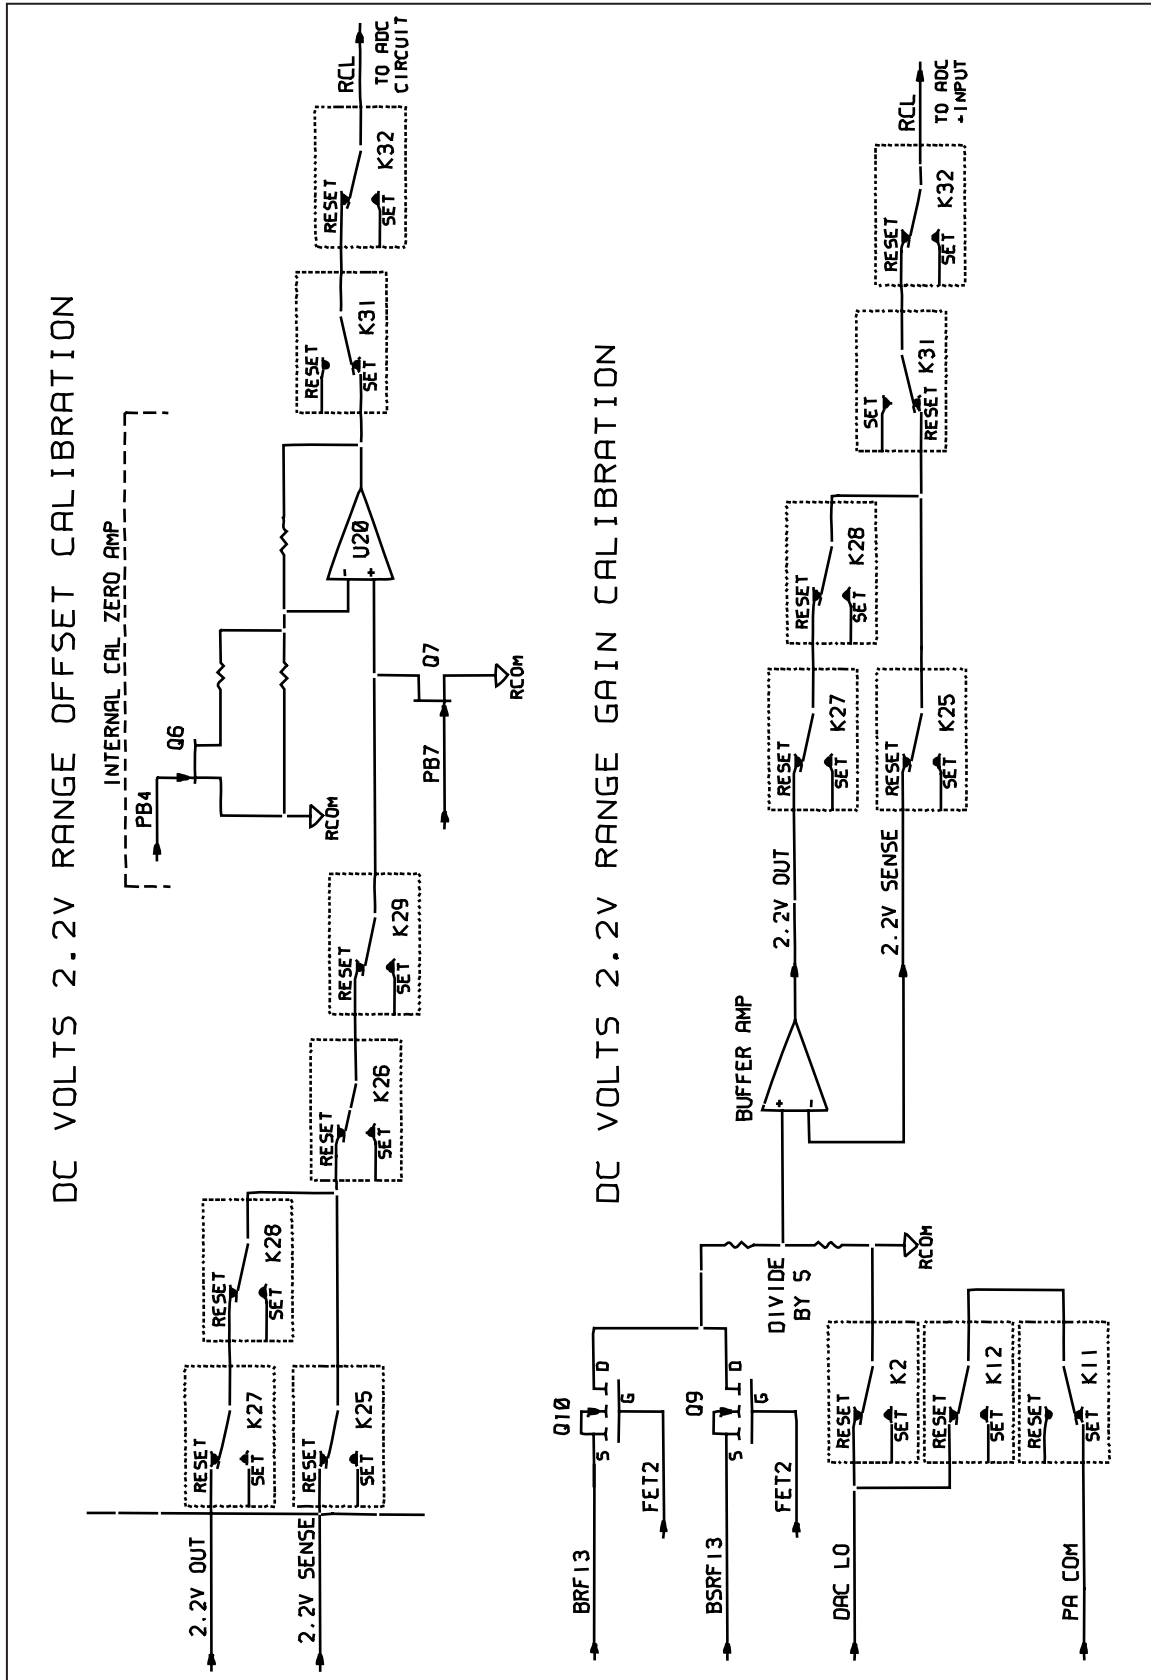 DC VOLTS 2.2V RANGE OFFSET CALIBRATION
INTERNAL CAL ZERO AMP
2.2V OUT
2.2V SENSE
RESET
SET
K27
RESET
SET
K25
RESET
SET
K28
RESET
SET
K26
RESET
SET
K29
PB4
Q6
RCOM
PB7
Q7
RCOM
-
+
U20
RESET
SET
K31
RESET
SET
K32
RCL
TO ADC
CIRCUIT
DC VOLTS 2.2V RANGE GAIN CALIBRATION
BRF13
Q10
S
D
G
FET2
BSRF13
Q9
S
D
G
FET2
DAC LO
PA COM
RESET
SET
K2
RESET
SET
K12
RESET
SET
K11
DIVIDE
BY 5
RCOM
BUFFER AMP
+
-
2.2V OUT
2.2V SENSE
RESET
SET
K27
RESET
SET
K25
RESET
SET
K28
SET
RESET
K31
RESET
SET
K32
RCL
TO ADC
+INPUT